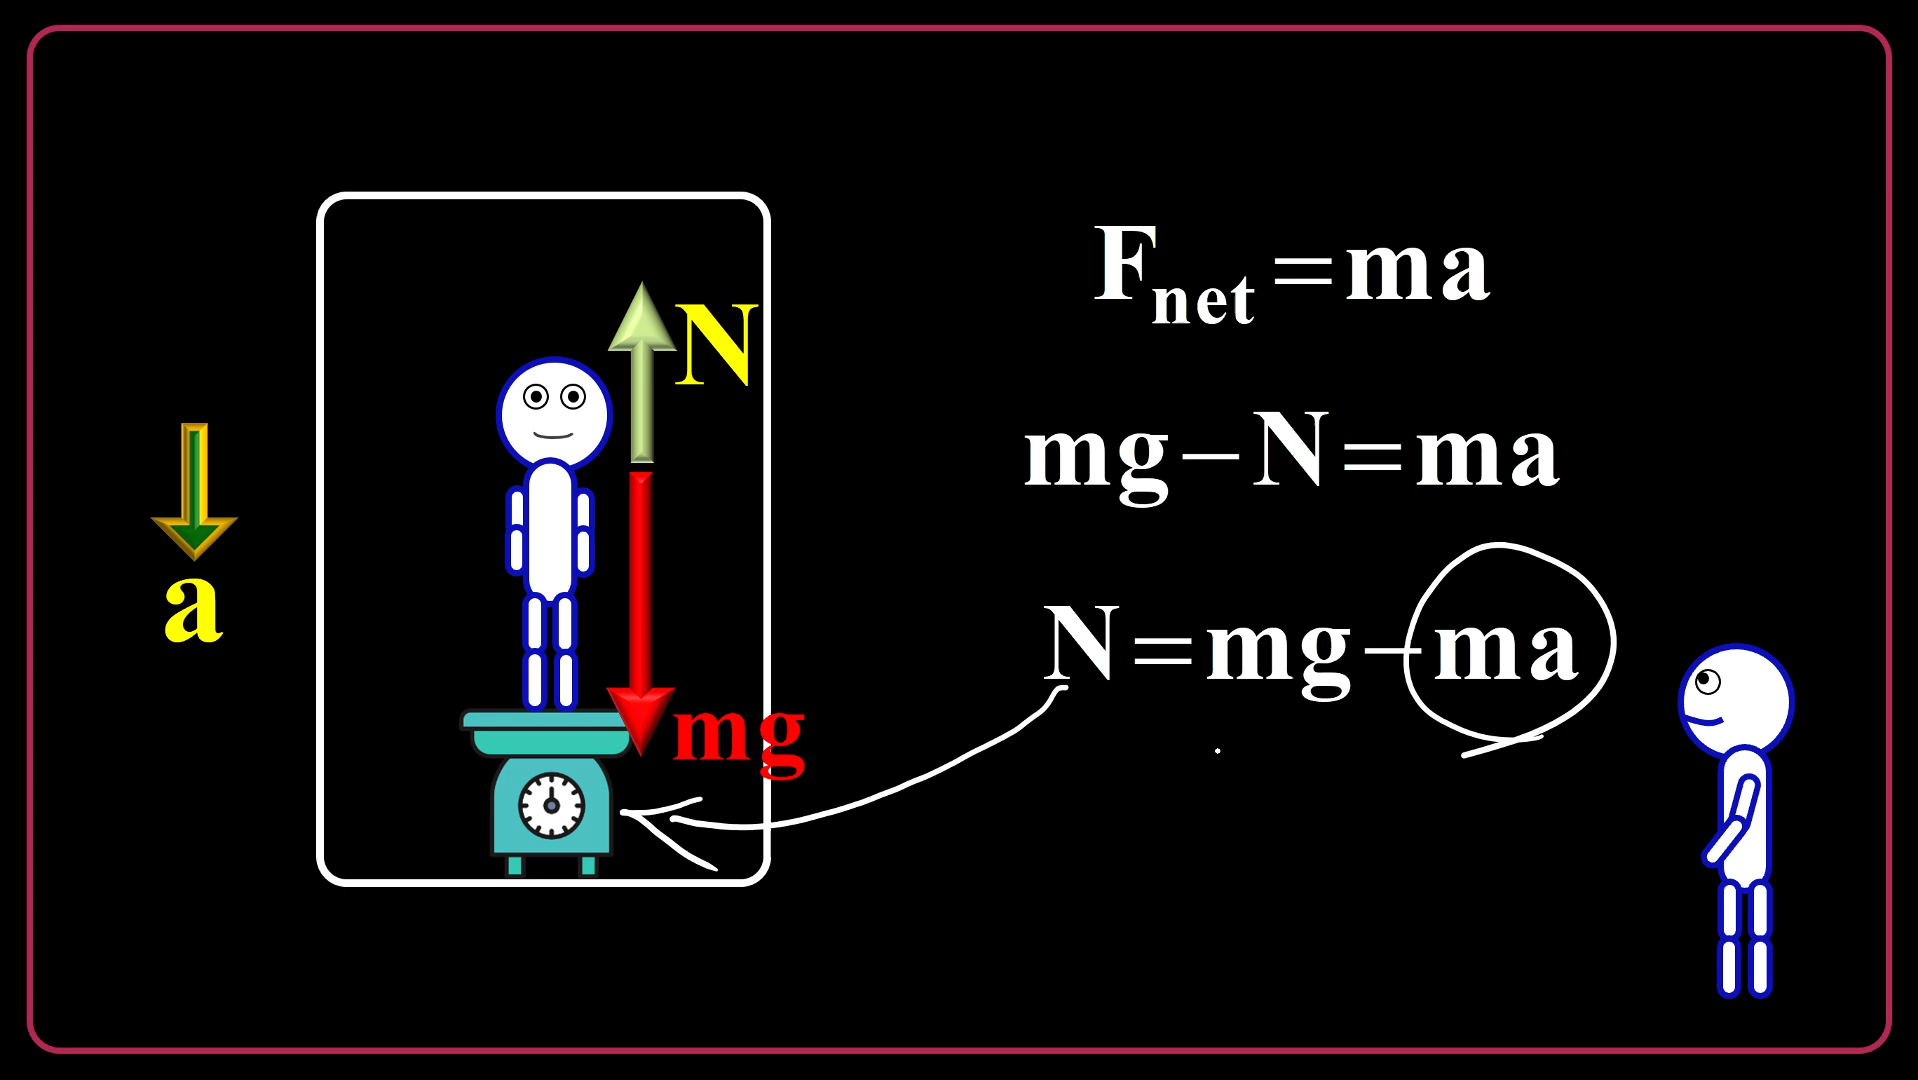 N
a
mg
F_net = ma
mg − N = ma
N = mg − ma